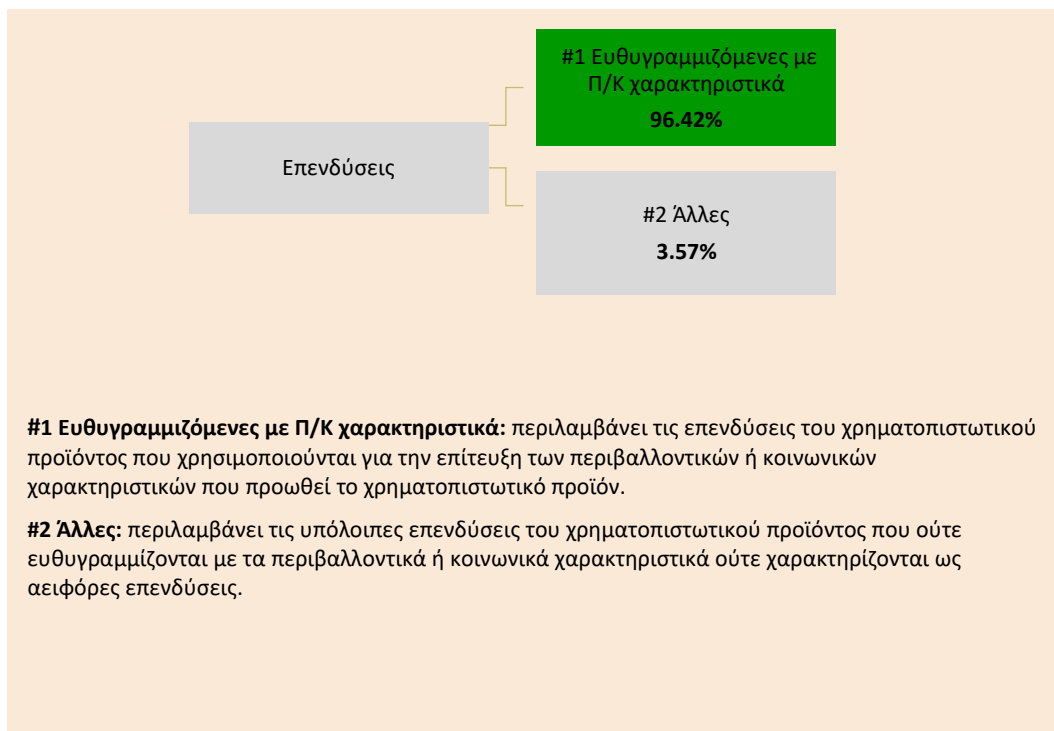 #1 Ευθυγραμμιζόμενες με
Π/Κ χαρακτηριστικά
96.42%
Επενδύσεις
#2 Άλλες
3.57%
#1 Ευθυγραμμιζόμενες με Π/Κ χαρακτηριστικά: περιλαμβάνει τις επενδύσεις του χρηματοπιστωτικού
προϊόντος που χρησιμοποιούνται για την επίτευξη των περιβαλλοντικών ή κοινωνικών
χαρακτηριστικών που προωθεί το χρηματοπιστωτικό προϊόν.
#2 Άλλες: περιλαμβάνει τις υπόλοιπες επενδύσεις του χρηματοπιστωτικού προϊόντος που ούτε
ευθυγραμμίζονται με τα περιβαλλοντικά ή κοινωνικά χαρακτηριστικά ούτε χαρακτηρίζονται ως
αειφόρες επενδύσεις.